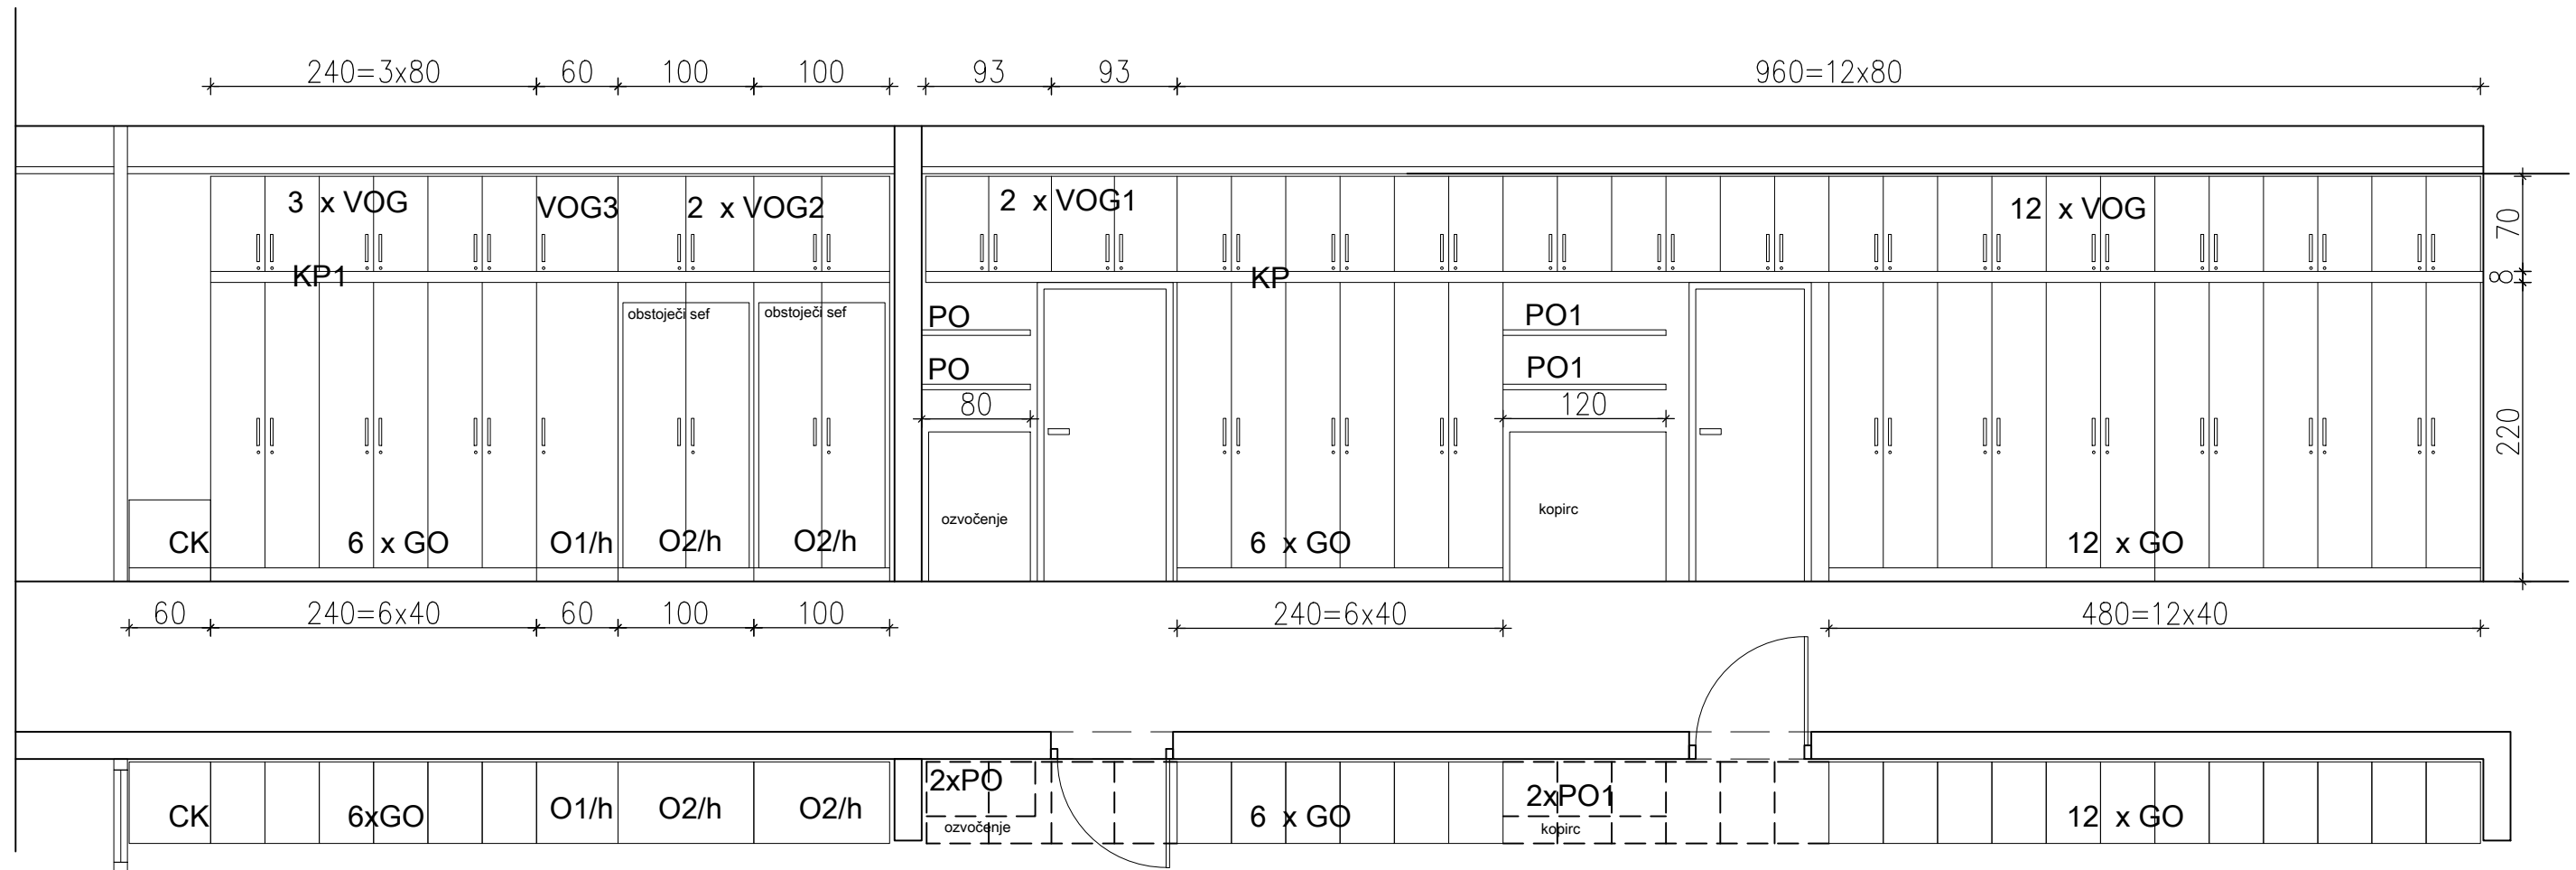 240=3x80 60 100 100 93 93 960=12x80
3 x VOG VOG3 2 x VOG2 2 x VOG1 12 x VOG
70
KP1 KP 8
obstoječi sef obstoječi sef PO PO1
PO PO1
80 120 220
ozvočenje kopirc
CK 6 x GO O1/h O2/h O2/h 6 x GO 12 x GO
60 240=6x40 60 100 100 240=6x40 480=12x40
2xPO 2xPO1
CK 6xGO O1/h O2/h O2/h ozvočenje 6 x GO kopirc 12 x GO